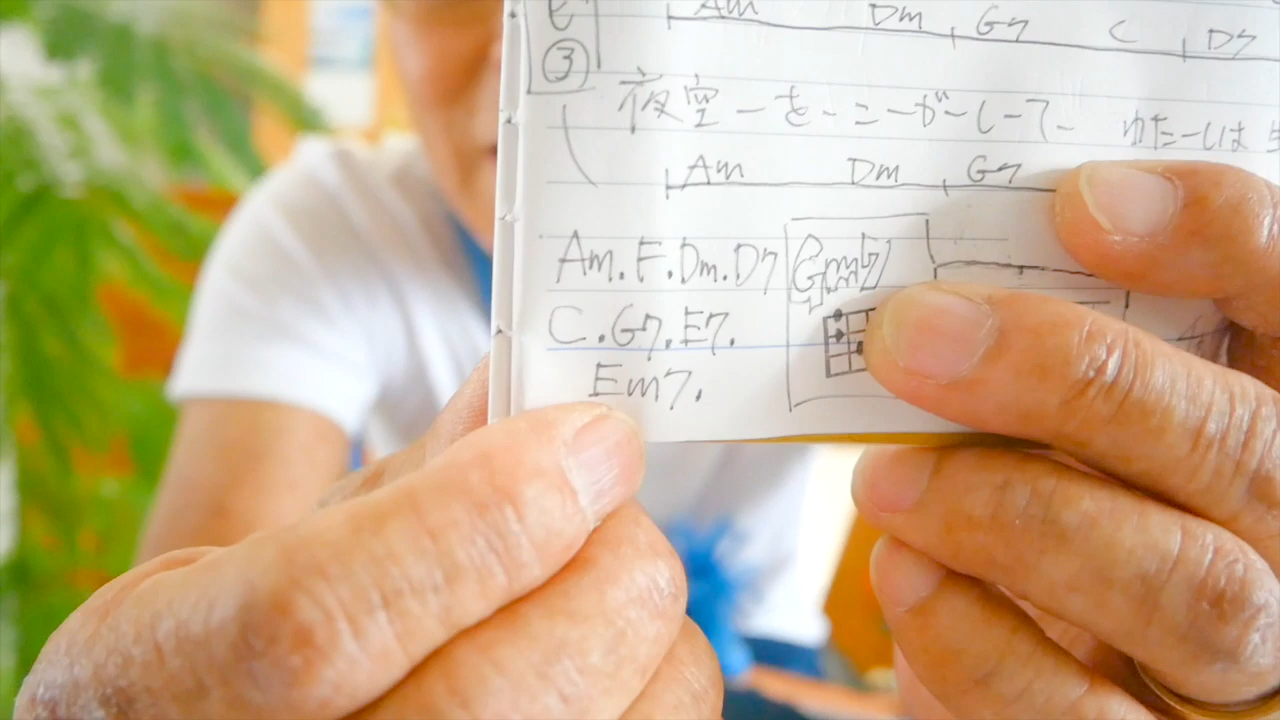 Am Dm G7 C D7
③
夜空ーをーこーがーしーてー わたーしは
Am Dm G7
Am. F. Dm. D7 Gm7
C. G7. E7.
Em7.